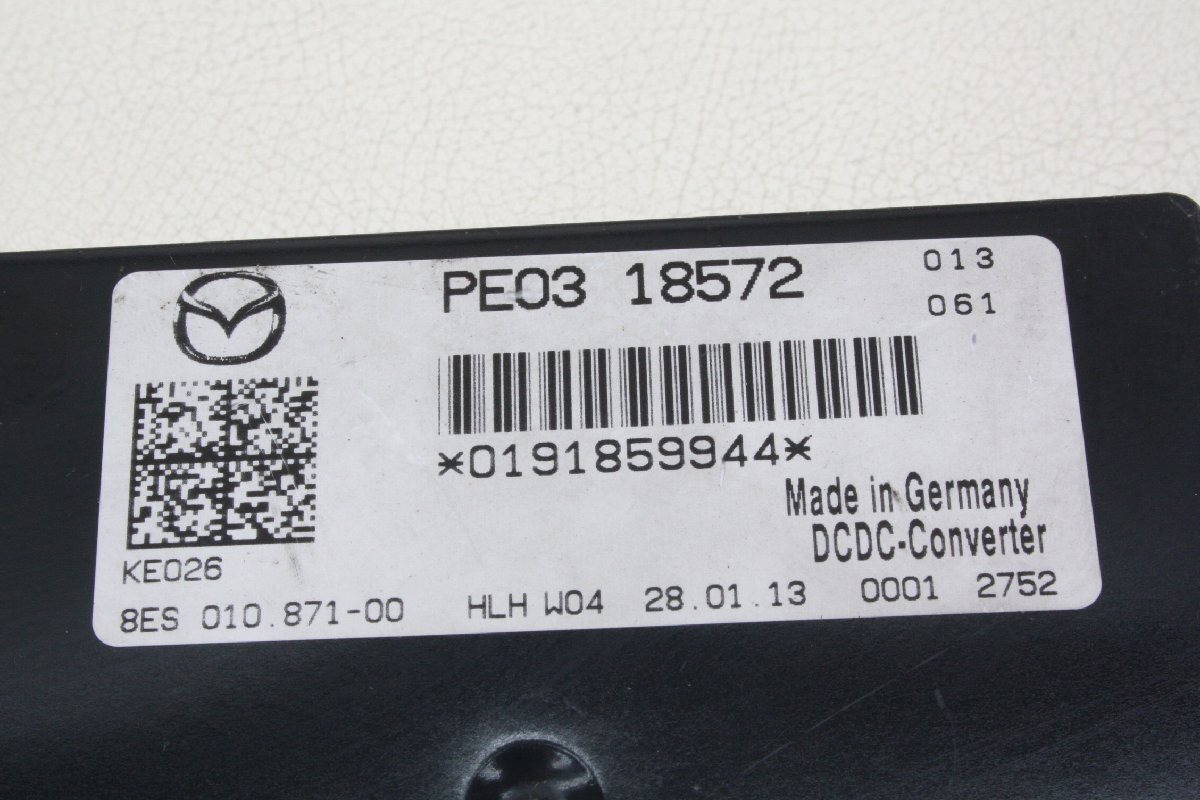 PE03 18572
013
061
*0191859944*
Made in Germany
DCDC-Converter
KE026
8ES 010.871-00 HLH W04 28.01.13 0001 2752